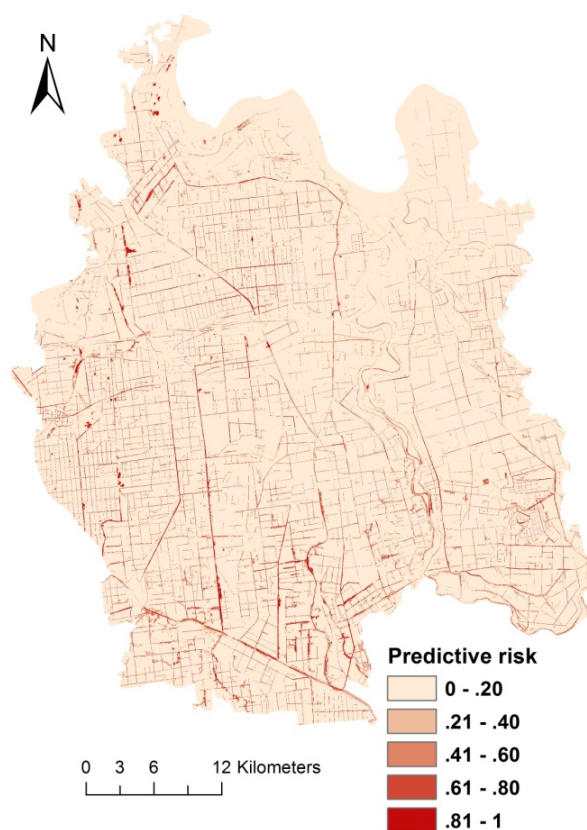 N
Predictive risk
0 - .20
.21 - .40
.41 - .60
.61 - .80
.81 - 1
0 3 6 12 Kilometers